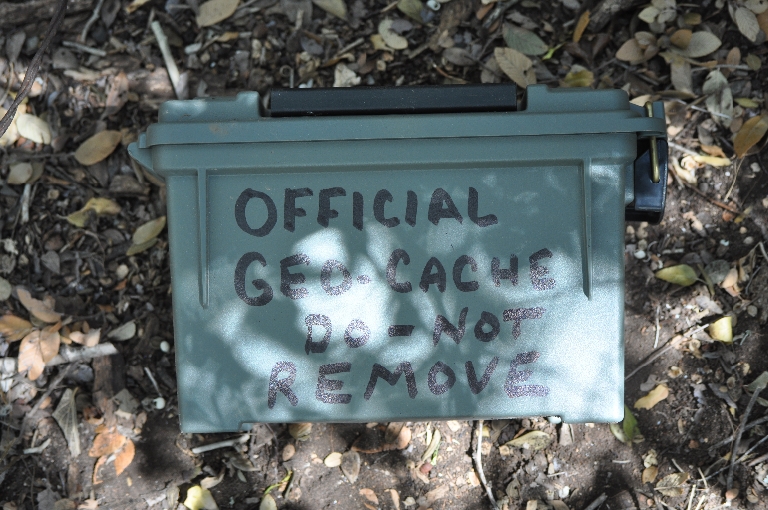 OFFICIAL
GEO-CACHE
DO-NOT
REMOVE